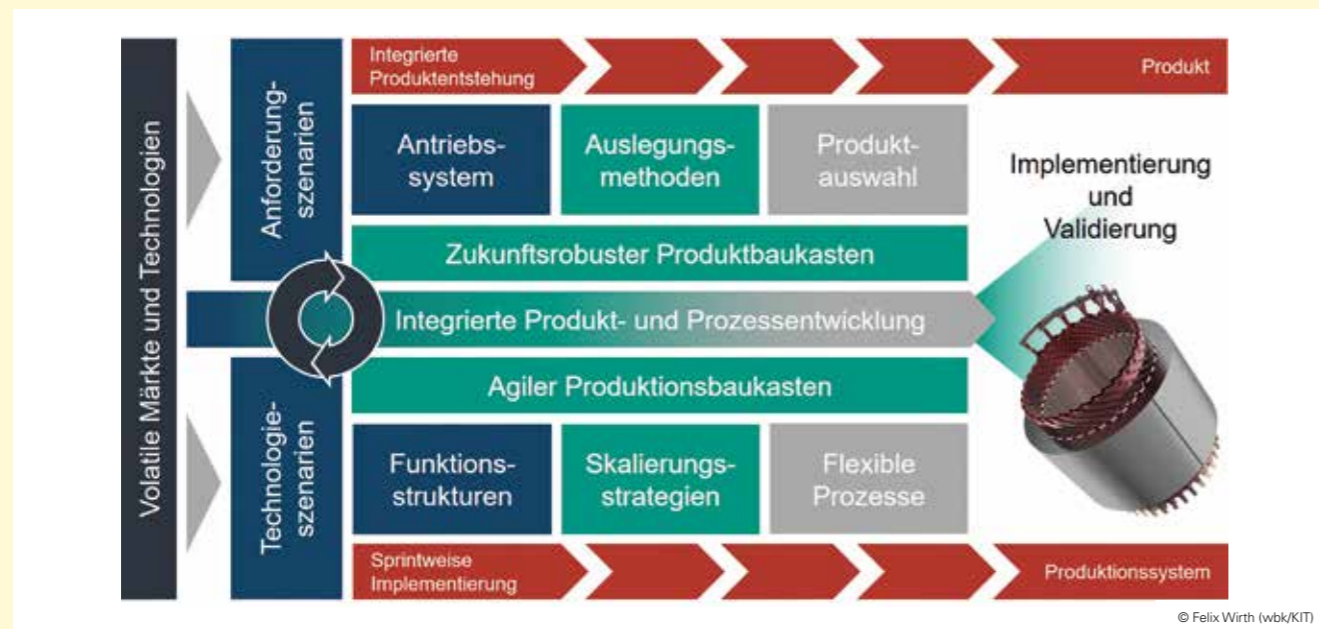 Volatile Märkte und Technologien
Anforderung-
szenarien
Technologie-
szenarien
Integrierte
Produktentstehung
Produkt
Antriebs-
system
Auslegungs-
methoden
Produkt-
auswahl
Zukunftsrobuster Produktbaukasten
Integrierte Produkt- und Prozessentwicklung
Agiler Produktionsbaukasten
Funktions-
strukturen
Skalierungs-
strategien
Flexible
Prozesse
Sprintweise
Implementierung
Produktionssystem
Implementierung
und
Validierung
© Felix Wirth (wbk/KIT)